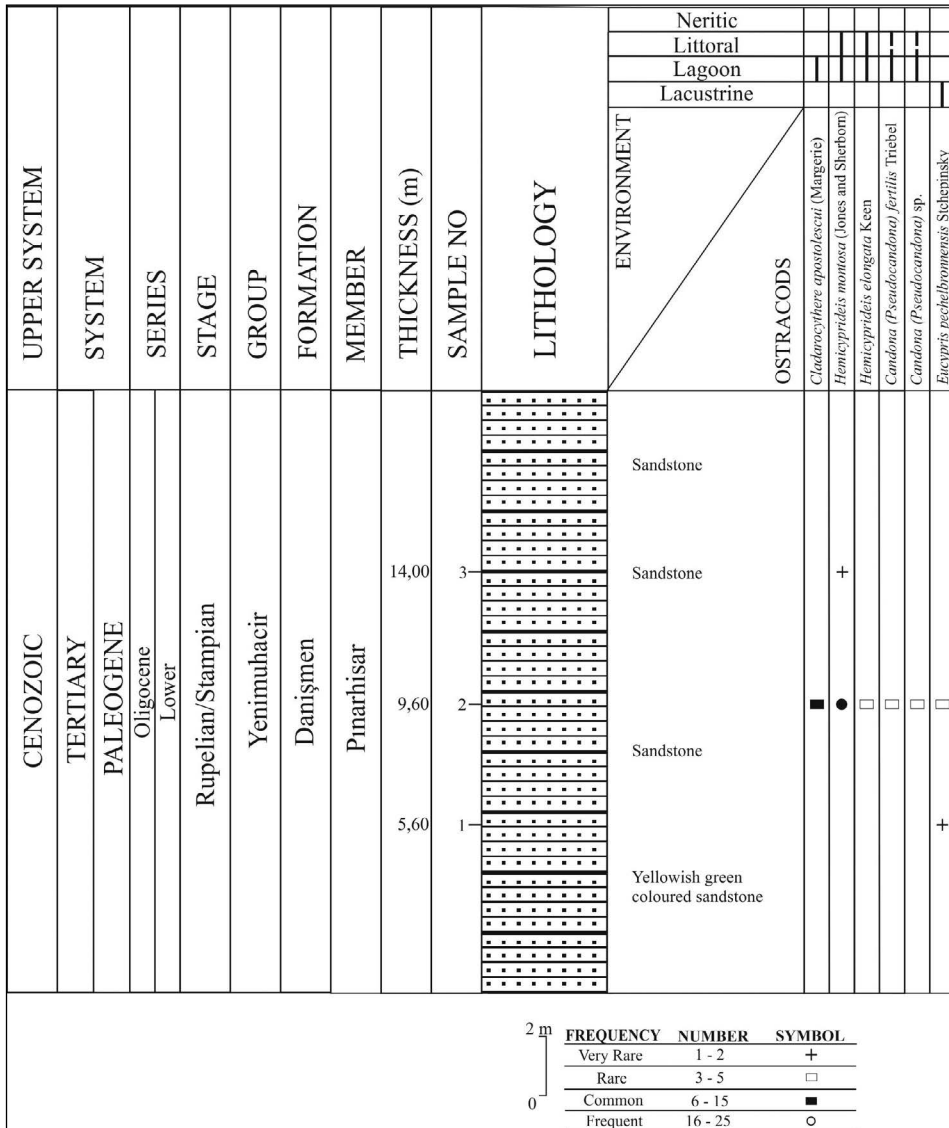 Neritic
Littoral
Lagoon
Lacustrine
UPPER SYSTEM
SYSTEM
SERIES
STAGE
GROUP
FORMATION
MEMBER
THICKNESS (m)
SAMPLE NO
LITHOLOGY
ENVIRONMENT
OSTRACODS
Cladarocythere apostolescui (Margerie)
Hemicyprideis montosa (Jones and Sherborn)
Hemicyprideis elongata Keen
Candona (Pseudocandona) fertilis Triebel
Candona (Pseudocandona) sp.
Eucypris pechelbronnensis Stchepinsky
CENOZOIC
TERTIARY
PALEOGENE
Oligocene
Lower
Rupelian/Stampian
Yenimuhacir
Danişmen
Pınarhisar
Sandstone
14,00 3 Sandstone +
9,60 2
Sandstone
5,60 1 +
Yellowish green
coloured sandstone
2 m
0
FREQUENCY NUMBER SYMBOL
Very Rare 1 - 2 +
Rare 3 - 5
Common 6 - 15
Frequent 16 - 25